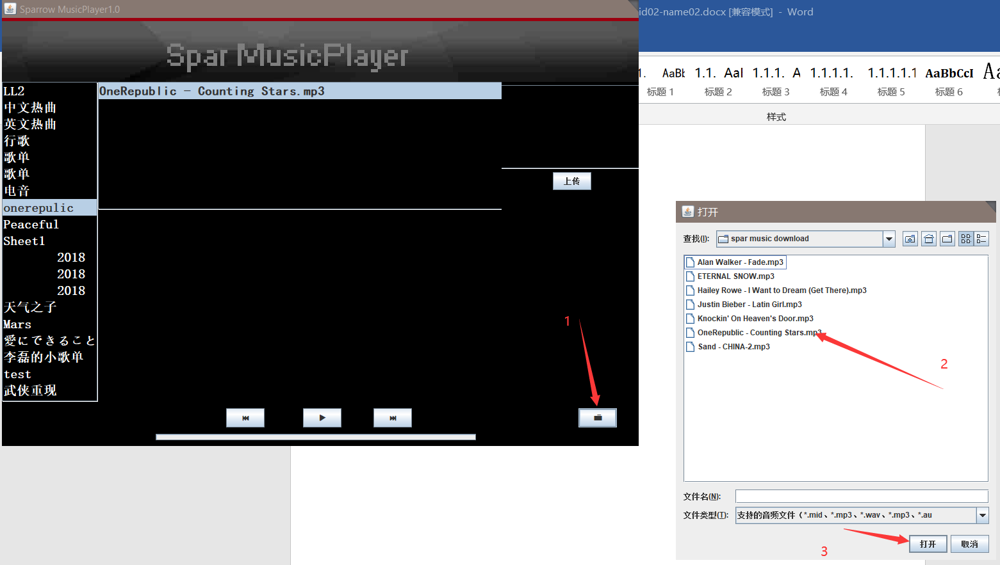 Sparrow MusicPlayer1.0
id02-name02.docx [兼容模式] - Word
Spar MusicPlayer
1. AaBb 1.1. AaI 1.1.1. A 1.1.1.1. 1.1.1.1.1 AaBbCcI Aa
标题 1 标题 2 标题 3 标题 4 标题 5 标题 6
样式
LL2
中文热曲
英文热曲
行歌
歌单
歌单
电音
onerepulic
Peaceful
Sheet1
2018
2018
2018
天气之子
Mars
愛にできること
李磊的小歌单
test
武侠重现
OneRepublic - Counting Stars.mp3
上传
1
打开
查找(I):
spar music download
Alan Walker - Fade.mp3
ETERNAL SNOW.mp3
Hailey Rowe - I Want to Dream (Get There).mp3
Justin Bieber - Latin Girl.mp3
Knockin' On Heaven's Door.mp3
OneRepublic - Counting Stars.mp3
Sand - CHINA-2.mp3
2
文件名(N):
文件类型(T):
支持的音频文件（*.mid、*.mp3、*.wav、*.mp3、*.au
3
打开
取消